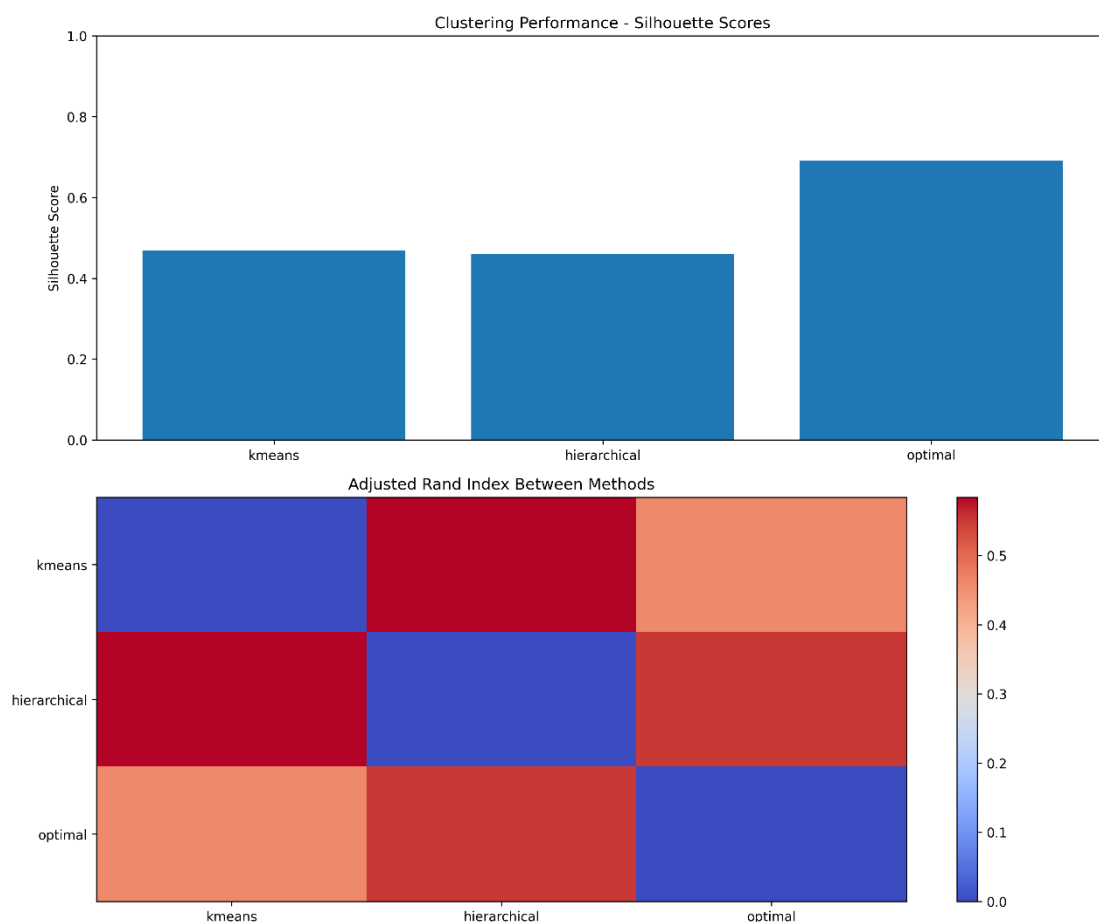 Clustering Performance - Silhouette Scores
1.0
0.8
0.6
0.4
0.2
0.0
Silhouette Score
kmeans hierarchical optimal
Adjusted Rand Index Between Methods
kmeans
hierarchical
optimal
kmeans hierarchical optimal
0.5
0.4
0.3
0.2
0.1
0.0